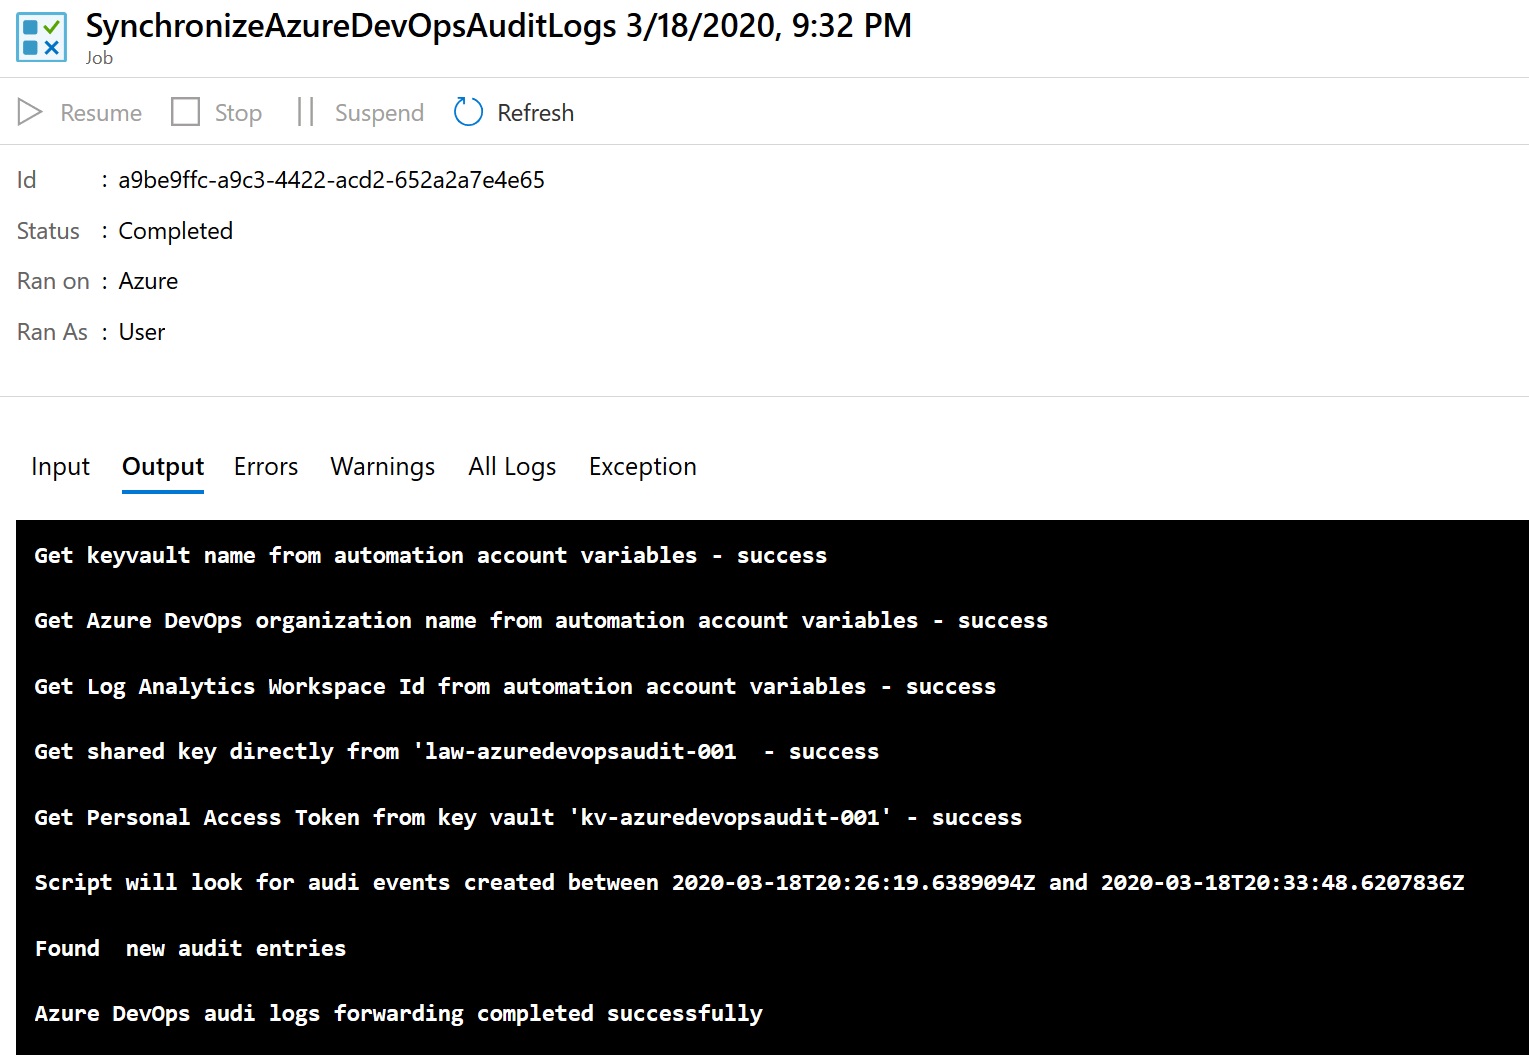 SynchronizeAzureDevOpsAuditLogs 3/18/2020, 9:32 PM
Job
Resume Stop Suspend Refresh
Id : a9be9ffc-a9c3-4422-acd2-652a2a7e4e65
Status : Completed
Ran on : Azure
Ran As : User
Input Output Errors Warnings All Logs Exception
Get keyvault name from automation account variables - success
Get Azure DevOps organization name from automation account variables - success
Get Log Analytics Workspace Id from automation account variables - success
Get shared key directly from 'law-azuredevopsaudit-001  - success
Get Personal Access Token from key vault 'kv-azuredevopsaudit-001' - success
Script will look for audi events created between 2020-03-18T20:26:19.6389094Z and 2020-03-18T20:33:48.6207836Z
Found  new audit entries
Azure DevOps audi logs forwarding completed successfully